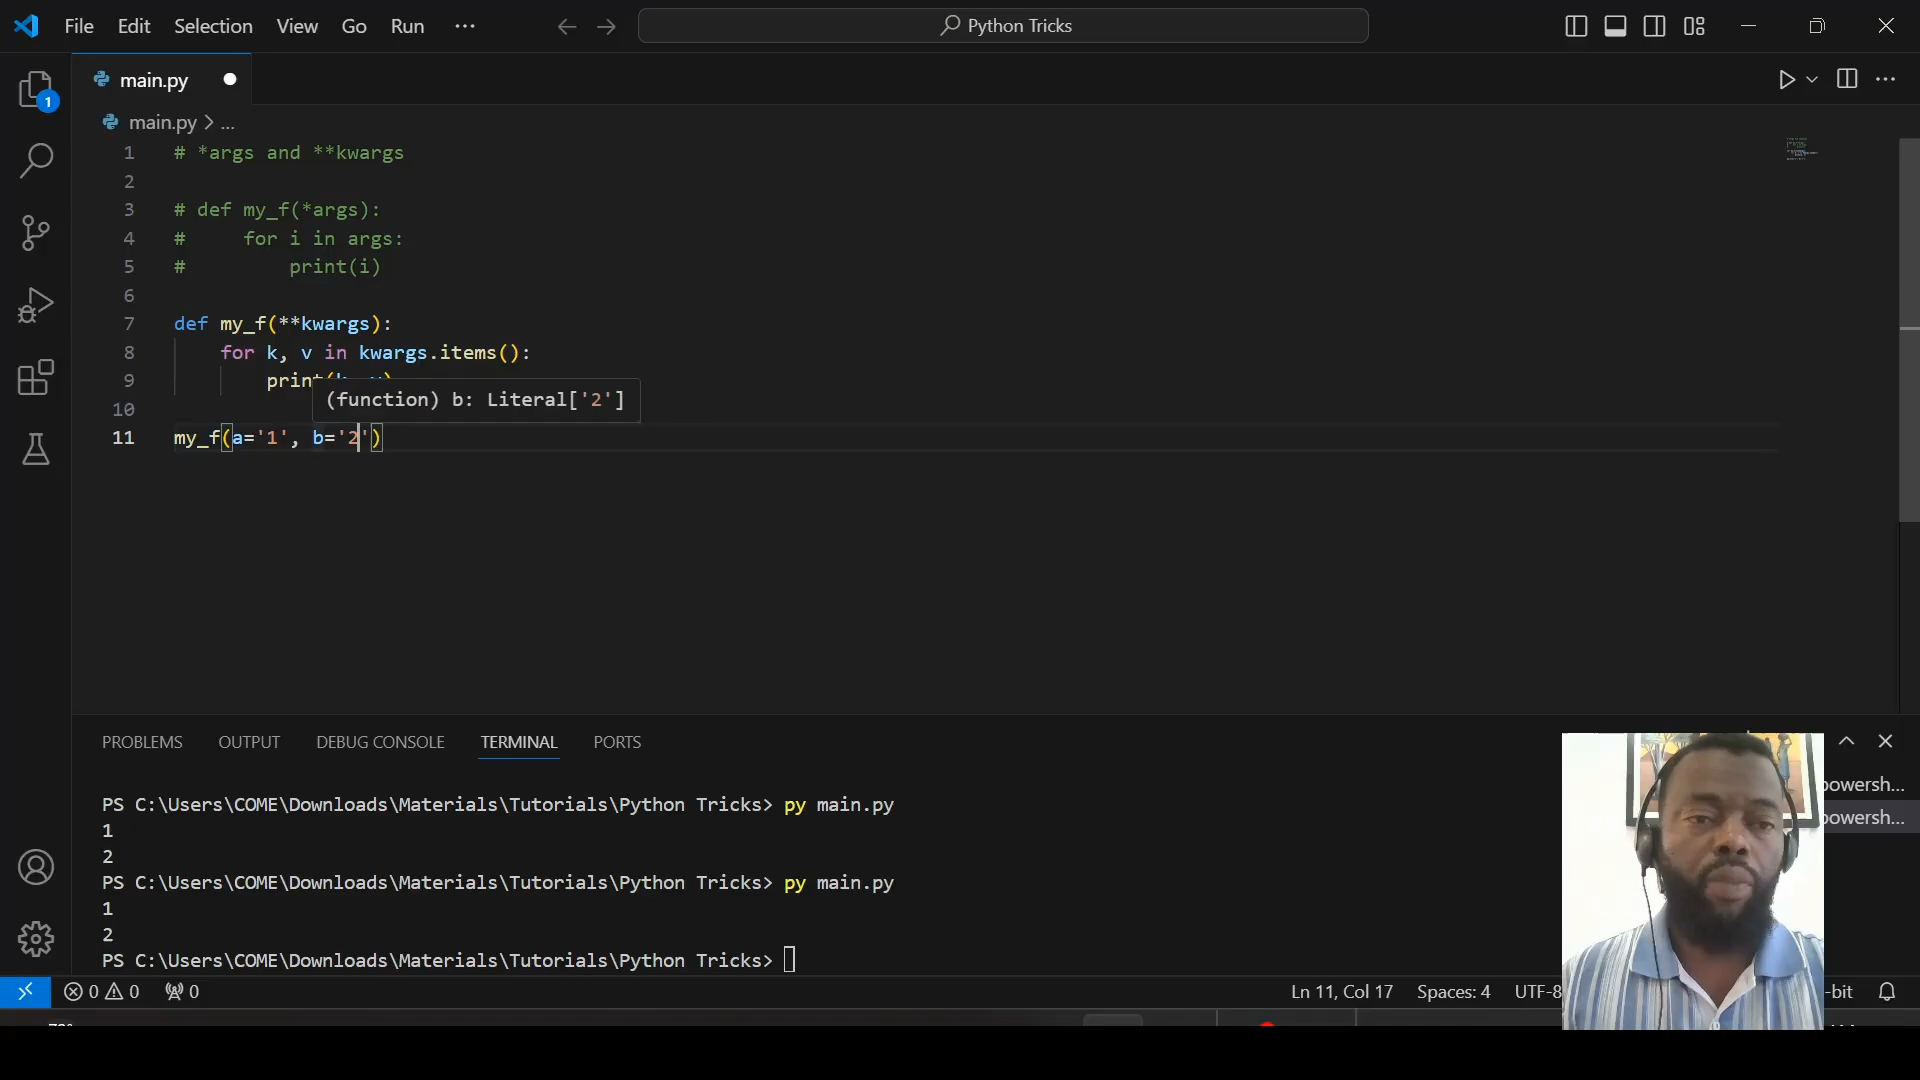 File Edit Selection View Go Run ··· Python Tricks
main.py
1
main.py > ...
1 # *args and **kwargs
2
3 # def my_f(*args):
4 #     for i in args:
5 #         print(i)
6
7 def my_f(**kwargs):
8     for k, v in kwargs.items():
9         print
(function) b: Literal['2']
10
11 my_f(a='1', b='2')
PROBLEMS OUTPUT DEBUG CONSOLE TERMINAL PORTS
powersh...
powersh...
PS C:\Users\COME\Downloads\Materials\Tutorials\Python Tricks> py main.py
1
2
PS C:\Users\COME\Downloads\Materials\Tutorials\Python Tricks> py main.py
1
2
PS C:\Users\COME\Downloads\Materials\Tutorials\Python Tricks>
0 0 0 Ln 11, Col 17 Spaces: 4 UTF-8 -bit